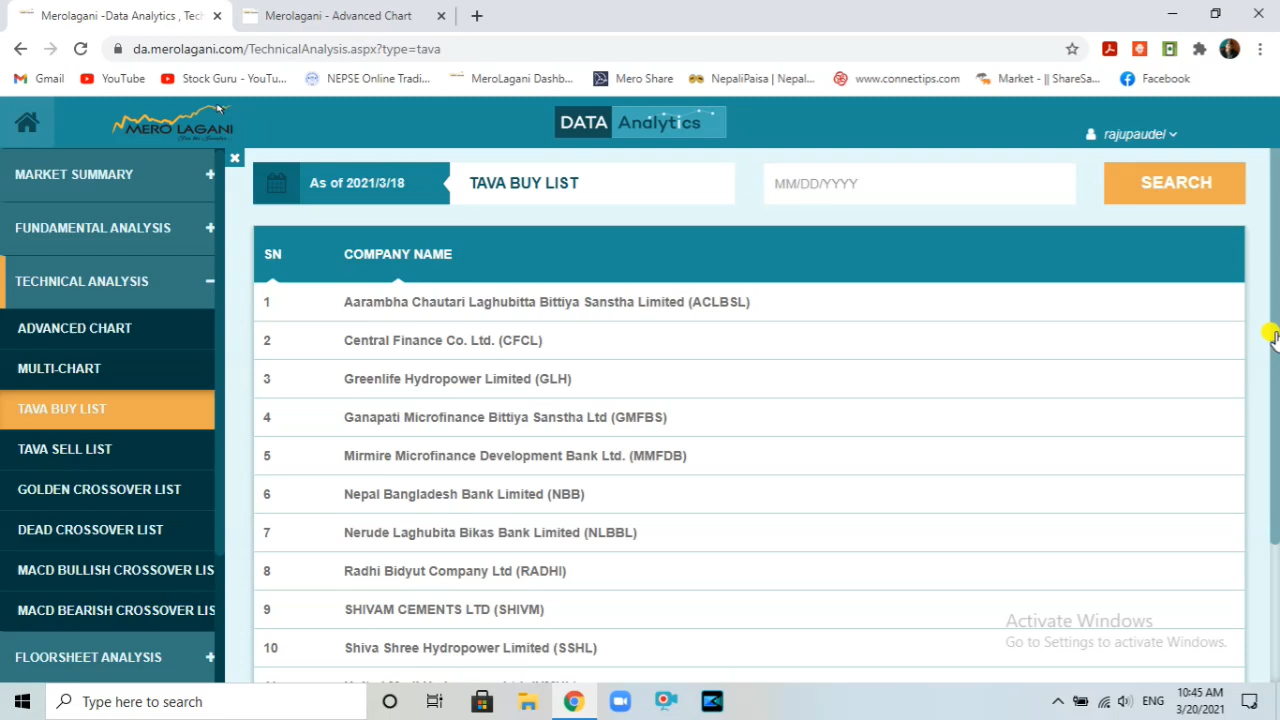 Merolagani -Data Analytics , Tec
Merolagani - Advanced Chart
da.merolagani.com/TechnicalAnalysis.aspx?type=tava
Gmail
YouTube
Stock Guru - YouTu...
NEPSE Online Tradi...
MeroLagani Dashb...
Mero Share
NepaliPaisa | Nepal...
www.connectips.com
Market - || ShareSa...
Facebook
MERO LAGANI
DATA Analytics
rajupaudel
MARKET SUMMARY +
FUNDAMENTAL ANALYSIS +
TECHNICAL ANALYSIS −
ADVANCED CHART
MULTI-CHART
TAVA BUY LIST
TAVA SELL LIST
GOLDEN CROSSOVER LIST
DEAD CROSSOVER LIST
MACD BULLISH CROSSOVER LIS
MACD BEARISH CROSSOVER LIS
FLOORSHEET ANALYSIS +
As of 2021/3/18
TAVA BUY LIST
MM/DD/YYYY
SEARCH
SN COMPANY NAME
1 Aarambha Chautari Laghubitta Bittiya Sanstha Limited (ACLBSL)
2 Central Finance Co. Ltd. (CFCL)
3 Greenlife Hydropower Limited (GLH)
4 Ganapati Microfinance Bittiya Sanstha Ltd (GMFBS)
5 Mirmire Microfinance Development Bank Ltd. (MMFDB)
6 Nepal Bangladesh Bank Limited (NBB)
7 Nerude Laghubita Bikas Bank Limited (NLBBL)
8 Radhi Bidyut Company Ltd (RADHI)
9 SHIVAM CEMENTS LTD (SHIVM)
10 Shiva Shree Hydropower Limited (SSHL)
Activate Windows
Go to Settings to activate Windows.
Type here to search
ENG
10:45 AM
3/20/2021